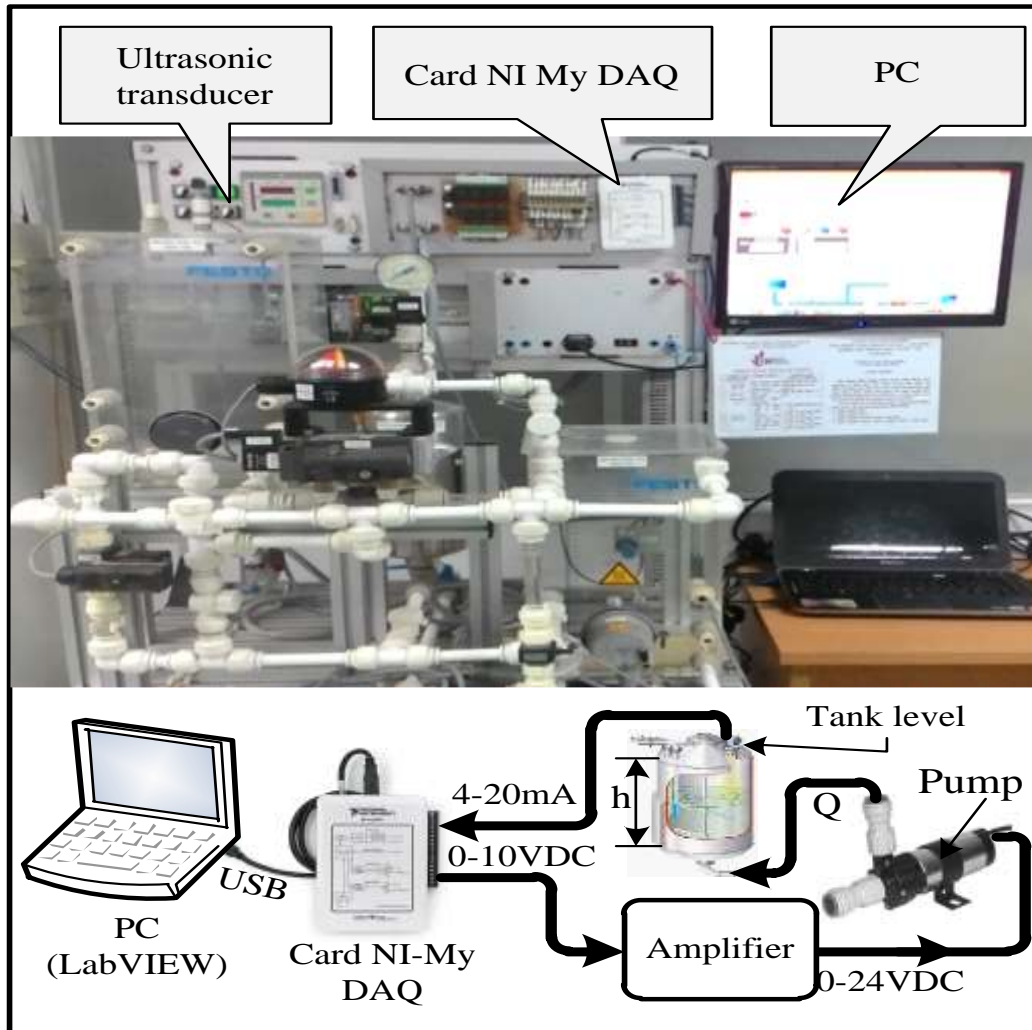 Ultrasonic
transducer
Card NI My DAQ
PC
FESTO
FESTO
Tank level
Pump
4-20mA
h
Q
0-10VDC
USB
PC
(LabVIEW)
Card NI-My
DAQ
Amplifier
0-24VDC